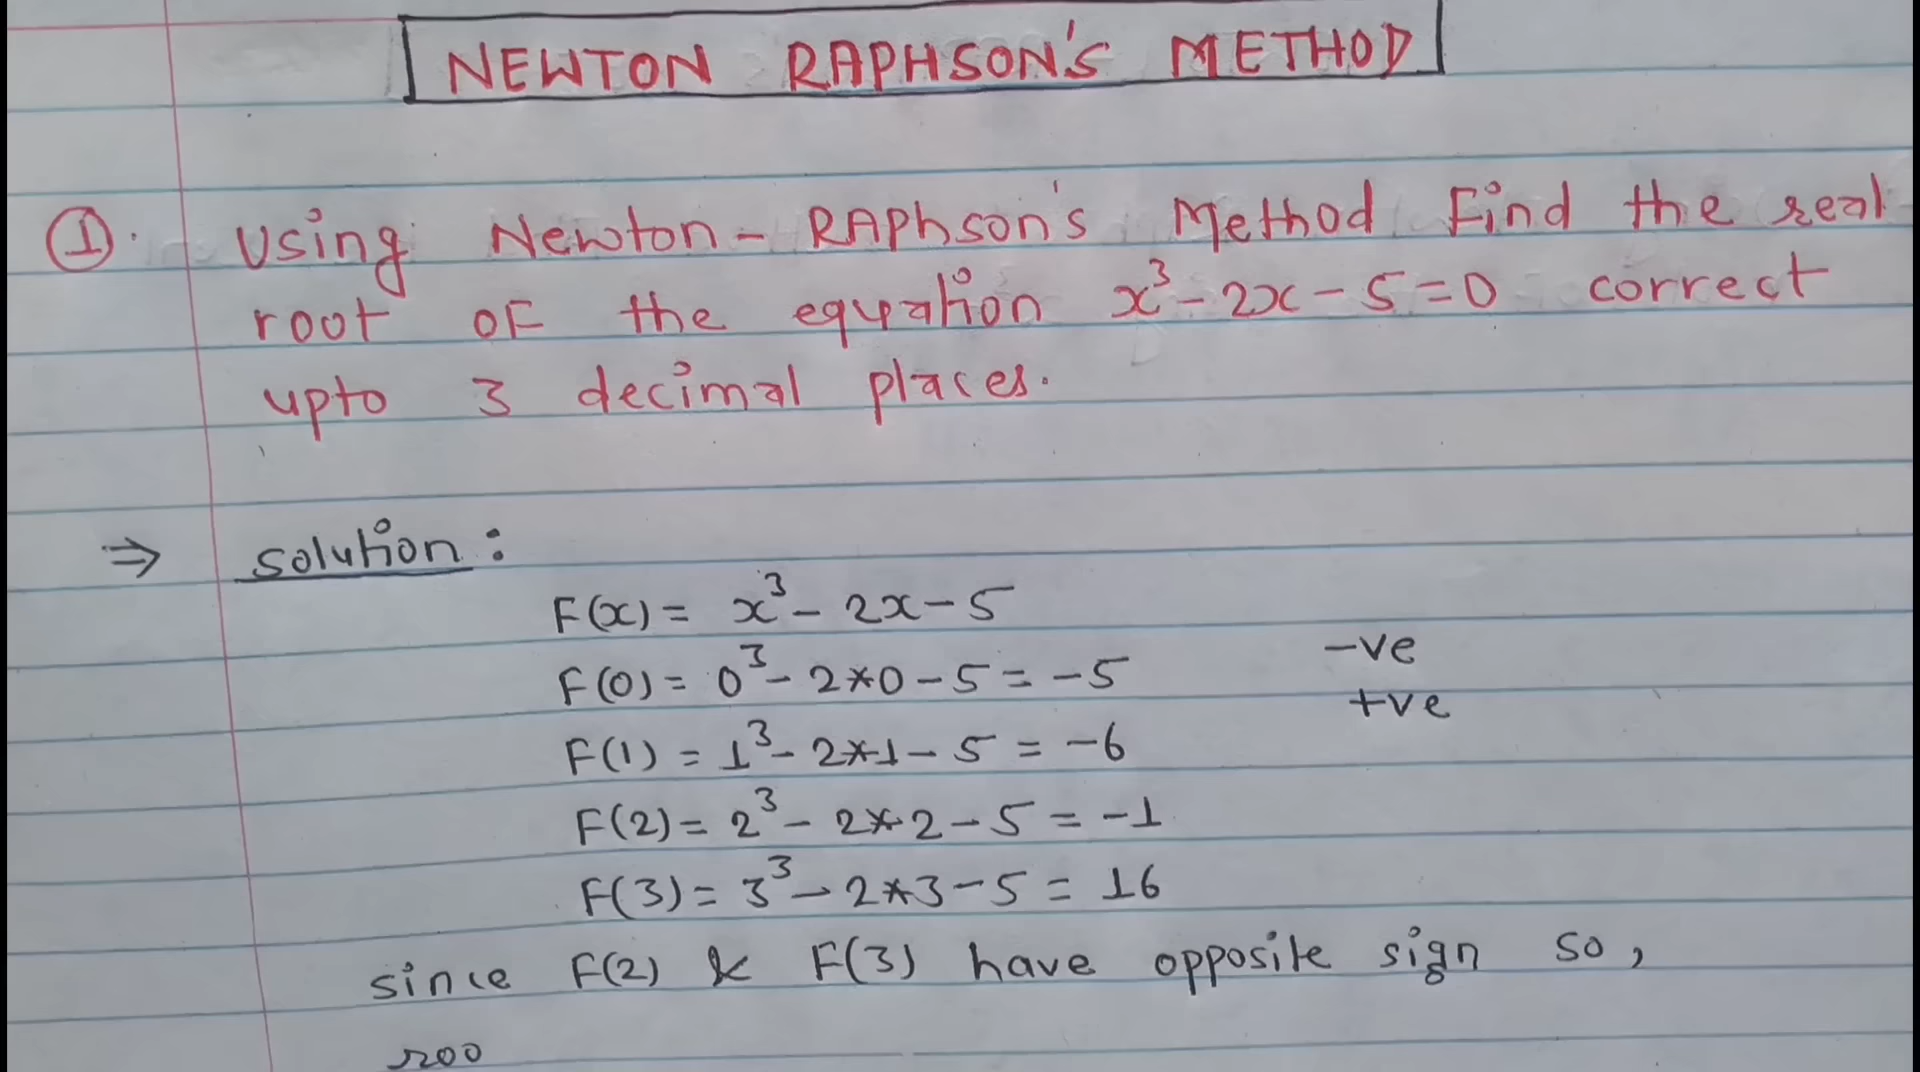 NEWTON RAPHSON'S METHOD
①. Using Newton-RAPhson's Method Find the real
root OF the equation x³-2x-5=0 correct
upto 3 decimal places.
⇒ solution:
F(x) = x³- 2x-5
F(0) = 0³- 2*0-5 = -5 -ve
+ve
F(1) = 1³- 2*1-5 = -6
F(2) = 2³- 2*2-5 = -1
F(3) = 3³- 2*3-5 = 16
since F(2) & F(3) have opposite sign so,
roo